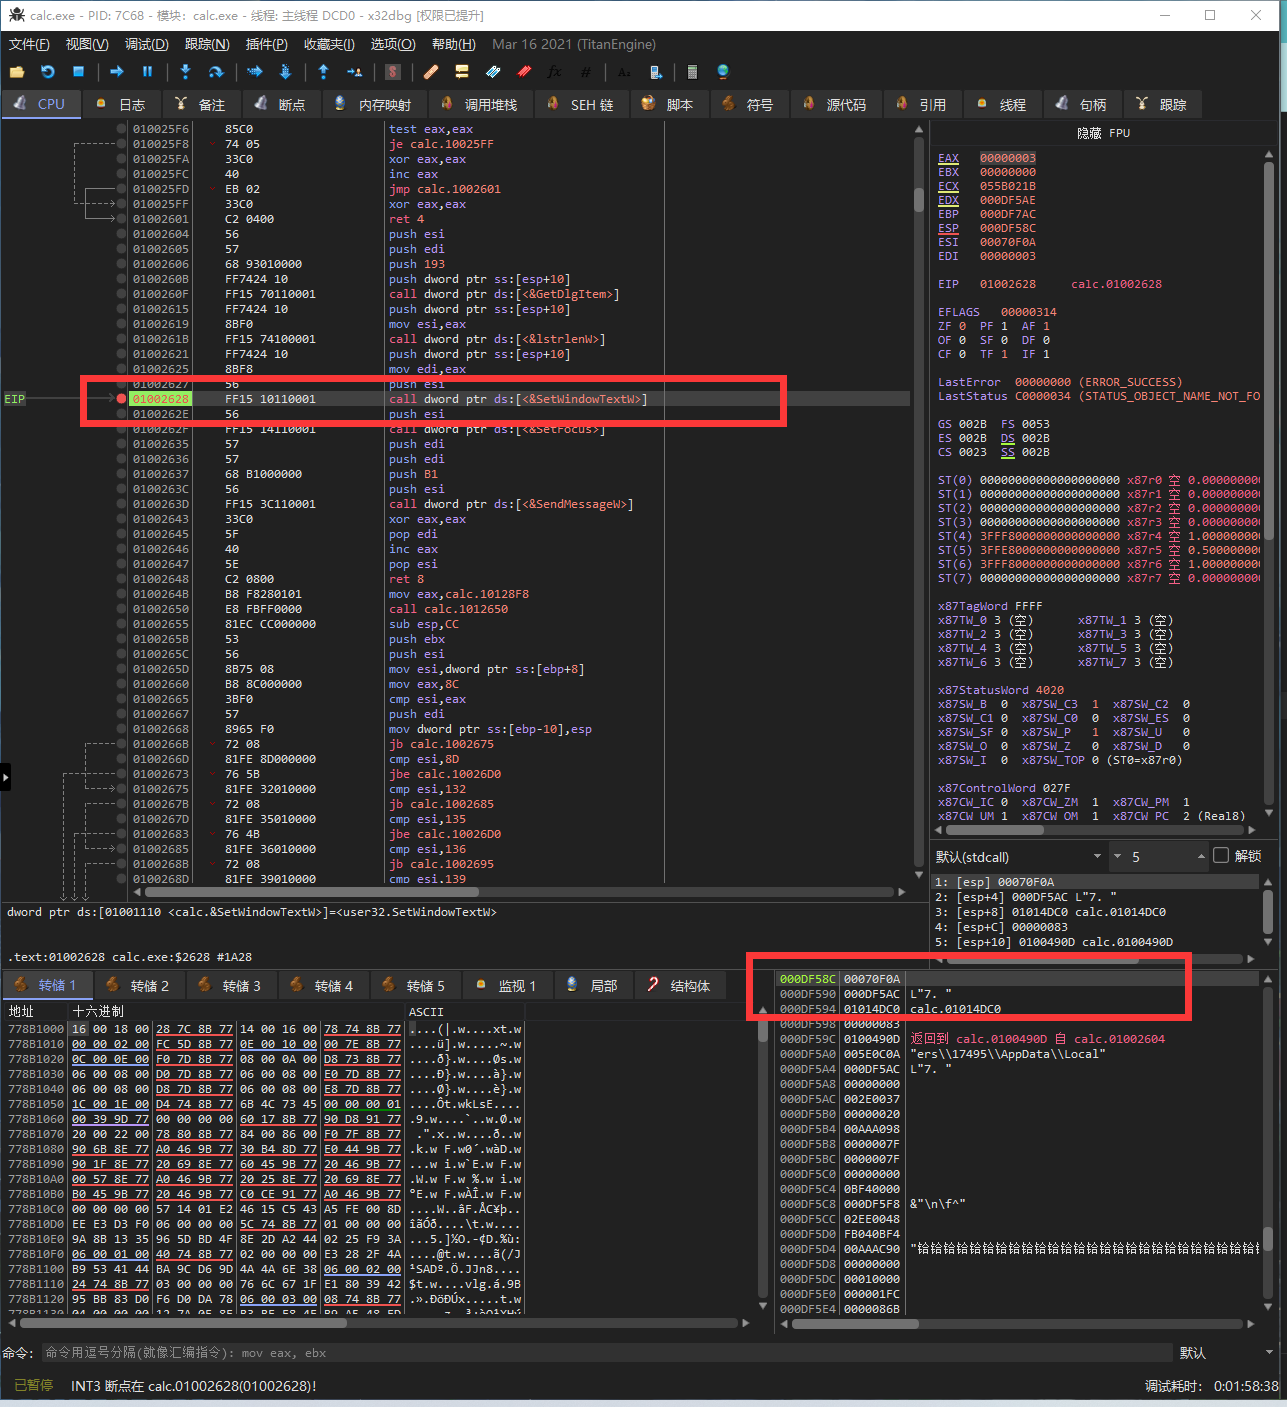 calc.exe - PID: 7C68 - 模块: calc.exe - 线程: 主线程 DCD0 - x32dbg [权限已提升]
文件(F) 视图(V) 调试(D) 跟踪(N) 插件(P) 收藏夹(I) 选项(O) 帮助(H) Mar 16 2021 (TitanEngine)
CPU 日志 备注 断点 内存映射 调用堆栈 SEH 链 脚本 符号 源代码 引用 线程 句柄 跟踪
010025F6 85C0 test eax,eax
010025F8 74 05 je calc.10025FF
010025FA 33C0 xor eax,eax
010025FC 40 inc eax
010025FD EB 02 jmp calc.1002601
010025FF 33C0 xor eax,eax
01002601 C2 0400 ret 4
01002604 56 push esi
01002605 57 push edi
01002606 68 93010000 push 193
0100260B FF7424 10 push dword ptr ss:[esp+10]
0100260F FF15 70110001 call dword ptr ds:[<&GetDlgItem>]
01002615 FF7424 10 push dword ptr ss:[esp+10]
01002619 8BF0 mov esi,eax
0100261B FF15 74100001 call dword ptr ds:[<&lstrlenW>]
01002621 FF7424 10 push dword ptr ss:[esp+10]
01002625 8BF8 mov edi,eax
01002627 56 push esi
EIP 01002628 FF15 10110001 call dword ptr ds:[<&SetWindowTextW>]
0100262E 56 push esi
0100262F FF15 14110001 call dword ptr ds:[<&SetFocus>]
01002635 57 push edi
01002636 57 push edi
01002637 68 B1000000 push B1
0100263C 56 push esi
0100263D FF15 3C110001 call dword ptr ds:[<&SendMessageW>]
01002643 33C0 xor eax,eax
01002645 5F pop edi
01002646 40 inc eax
01002647 5E pop esi
01002648 C2 0800 ret 8
0100264B B8 F8280101 mov eax,calc.10128F8
01002650 E8 FBFF0000 call calc.1012650
01002655 81EC CC000000 sub esp,CC
0100265B 53 push ebx
0100265C 56 push esi
0100265D 8B75 08 mov esi,dword ptr ss:[ebp+8]
01002660 B8 8C000000 mov eax,8C
01002665 3BF0 cmp esi,eax
01002667 57 push edi
01002668 8965 F0 mov dword ptr ss:[ebp-10],esp
0100266B 72 08 jb calc.1002675
0100266D 81FE 8D000000 cmp esi,8D
01002673 76 5B jbe calc.10026D0
01002675 81FE 32010000 cmp esi,132
0100267B 72 08 jb calc.1002685
0100267D 81FE 35010000 cmp esi,135
01002683 76 4B jbe calc.10026D0
01002685 81FE 36010000 cmp esi,136
0100268B 72 08 jb calc.1002695
0100268D 81FE 39010000 cmp esi,139
dword ptr ds:[01001110 <calc.&SetWindowTextW>]=<user32.SetWindowTextW>
.text:01002628 calc.exe:$2628 #1A28
隐藏 FPU
EAX 00000003
EBX 00000000
ECX 055B021B
EDX 000DF5AE
EBP 000DF7AC
ESP 000DF58C
ESI 00070F0A
EDI 00000003
EIP 01002628 calc.01002628
EFLAGS 00000314
ZF 0 PF 1 AF 1
OF 0 SF 0 DF 0
CF 0 TF 1 IF 1
LastError 00000000 (ERROR_SUCCESS)
LastStatus C0000034 (STATUS_OBJECT_NAME_NOT_FO
GS 002B FS 0053
ES 002B DS 002B
CS 0023 SS 002B
ST(0) 00000000000000000000 x87r0 空 0.000000000
ST(1) 00000000000000000000 x87r1 空 0.000000000
ST(2) 00000000000000000000 x87r2 空 0.000000000
ST(3) 00000000000000000000 x87r3 空 0.000000000
ST(4) 3FFF8000000000000000 x87r4 空 1.000000000
ST(5) 3FFE8000000000000000 x87r5 空 0.500000000
ST(6) 3FFF8000000000000000 x87r6 空 1.000000000
ST(7) 00000000000000000000 x87r7 空 0.000000000
x87TagWord FFFF
x87TW_0 3 (空) x87TW_1 3 (空)
x87TW_2 3 (空) x87TW_3 3 (空)
x87TW_4 3 (空) x87TW_5 3 (空)
x87TW_6 3 (空) x87TW_7 3 (空)
x87StatusWord 4020
x87SW_B 0 x87SW_C3 1 x87SW_C2 0
x87SW_C1 0 x87SW_C0 0 x87SW_ES 0
x87SW_SF 0 x87SW_P 1 x87SW_U 0
x87SW_O 0 x87SW_Z 0 x87SW_D 0
x87SW_I 0 x87SW_TOP 0 (ST0=x87r0)
x87ControlWord 027F
x87CW_IC 0 x87CW_ZM 1 x87CW_PM 1
x87CW_UM 1 x87CW_OM 1 x87CW_PC 2 (Real8)
默认(stdcall) 5 解锁
1: [esp] 00070F0A
2: [esp+4] 000DF5AC L"7. "
3: [esp+8] 01014DC0 calc.01014DC0
4: [esp+C] 00000083
5: [esp+10] 0100490D calc.0100490D
转储 1 转储 2 转储 3 转储 4 转储 5 监视 1 局部 结构体
地址 十六进制 ASCII
778B1000 16 00 18 00 28 7C 8B 77 14 00 16 00 78 74 8B 77 ....(|.w....xt.w
778B1010 00 00 02 00 FC 5D 8B 77 0E 00 10 00 00 7E 8B 77 ....ü].w.....~.w
778B1020 0C 00 0E 00 F0 7D 8B 77 08 00 0A 00 D8 73 8B 77 ....ð}.w....Øs.w
778B1030 06 00 08 00 D0 7D 8B 77 06 00 08 00 E0 7D 8B 77 ....Ð}.w....à}.w
778B1040 06 00 08 00 D8 7D 8B 77 06 00 08 00 E8 7D 8B 77 ....Ø}.w....è}.w
778B1050 1C 00 1E 00 D4 74 8B 77 6B 4C 73 45 00 00 00 01 ....Ôt.wkLsE....
778B1060 00 39 9D 77 00 00 00 00 60 17 8B 77 90 D8 91 77 .9.w....`..w.Ø.w
778B1070 20 00 22 00 78 80 8B 77 84 00 86 00 F0 7F 8B 77 .".x..w....ð..w
778B1080 90 6B 8E 77 A0 46 9B 77 30 B4 8D 77 E0 44 9B 77 .k.w F.w0´.wàD.w
778B1090 90 1F 8E 77 20 69 8E 77 60 45 9B 77 20 46 9B 77 ...w i.w`E.w F.w
778B10A0 00 57 8E 77 A0 46 9B 77 20 25 8E 77 20 69 8E 77 .W.w F.w %.w i.w
778B10B0 B0 45 9B 77 20 46 9B 77 C0 CE 91 77 A0 46 9B 77 °E.w F.wÀÎ.w F.w
778B10C0 00 00 00 00 57 14 01 E2 46 15 C5 43 A5 FE 00 8D ....W..âF.ÅC¥þ..
778B10D0 EE E3 D3 F0 06 00 00 00 5C 74 8B 77 01 00 00 00 îãÓð....\t.w....
778B10E0 9A 8B 13 35 96 5D BD 4F 8E 2D A2 44 02 25 F9 3A ...5.]½O.-¢D.%ù:
778B10F0 06 00 01 00 40 74 8B 77 02 00 00 00 E3 28 2F 4A ....@t.w....ã(/J
778B1100 B9 53 41 44 BA 9C D6 9D 4A 4A 6E 38 06 00 02 00 ¹SADº.Ö.JJn8....
778B1110 24 74 8B 77 03 00 00 00 76 6C 67 1F E1 80 39 42 $t.w....vlg.á.9B
778B1120 95 BB 83 D0 F6 D0 DA 78 06 00 03 00 08 74 8B 77 .».ÐöÐÚx.....t.w
000DF58C 00070F0A
000DF590 000DF5AC L"7. "
000DF594 01014DC0 calc.01014DC0
000DF598 00000083
000DF59C 0100490D 返回到 calc.0100490D 自 calc.01002604
000DF5A0 005E0C0A "ers\\17495\\AppData\\Local"
000DF5A4 000DF5AC L"7. "
000DF5A8 00000000
000DF5AC 002E0037
000DF5B0 00000020
000DF5B4 00AAA098
000DF5B8 0000007F
000DF5BC 0000007F
000DF5C0 00000000
000DF5C4 0BF40000
000DF5C8 000DF5F8 &"\n\f^"
000DF5CC 02EE0048
000DF5D0 FB040BF4
000DF5D4 00AAAC90
000DF5D8 00000000
000DF5DC 00010000
000DF5E0 000001FC
000DF5E4 0000086B
命令: 命令用逗号分隔(就像汇编指令): mov eax, ebx 默认
已暂停 INT3 断点在 calc.01002628(01002628)! 调试耗时: 0:01:58:38